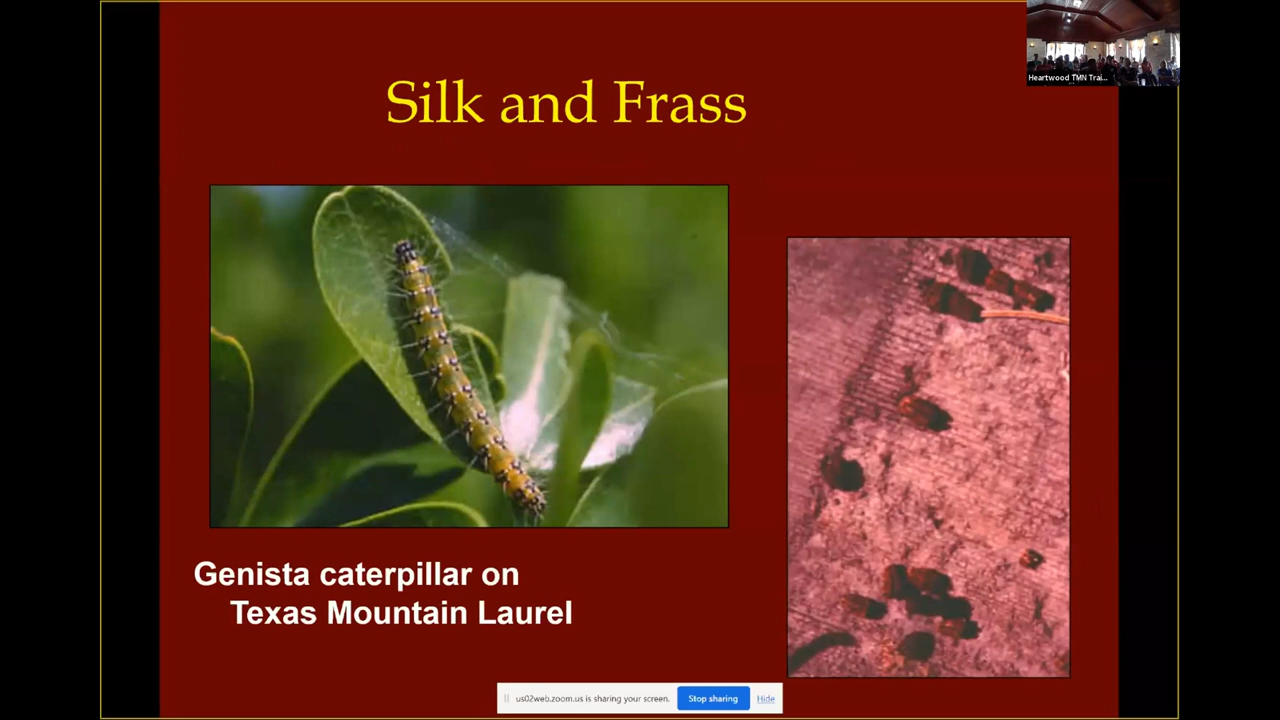 Heartwood TMN Trai...
Silk and Frass
Genista caterpillar on
Texas Mountain Laurel
us02web.zoom.us is sharing your screen.
Stop sharing
Hide